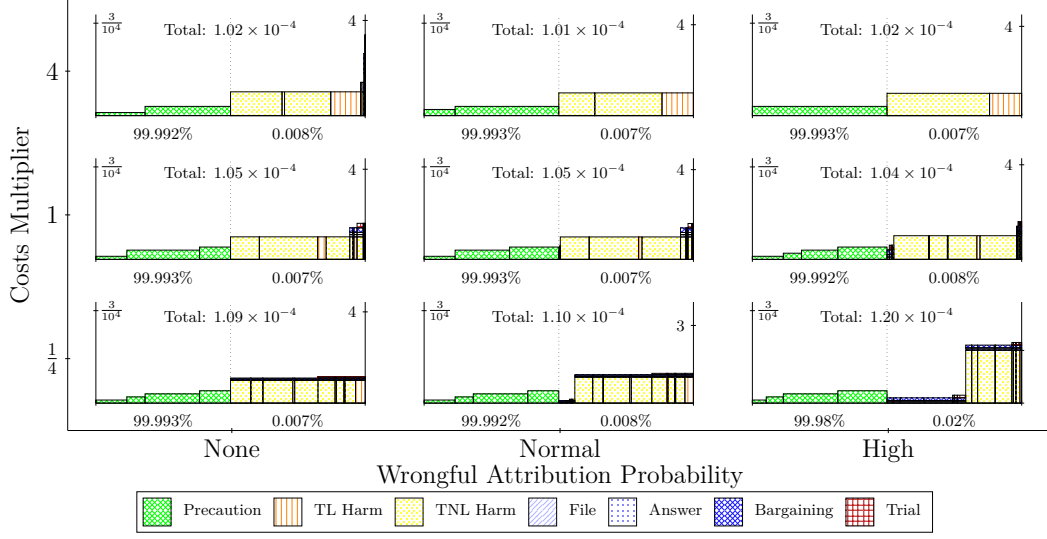 3/10⁴ Total: 1.02 × 10⁻⁴ 4
99.992% 0.008%
3/10⁴ Total: 1.01 × 10⁻⁴ 4
99.993% 0.007%
3/10⁴ Total: 1.02 × 10⁻⁴ 4
99.993% 0.007%
4
3/10⁴ Total: 1.05 × 10⁻⁴ 4
99.993% 0.007%
3/10⁴ Total: 1.05 × 10⁻⁴ 4
99.993% 0.007%
3/10⁴ Total: 1.04 × 10⁻⁴ 4
99.992% 0.008%
1
3/10⁴ Total: 1.09 × 10⁻⁴ 4
99.993% 0.007%
3/10⁴ Total: 1.10 × 10⁻⁴ 3
99.992% 0.008%
3/10⁴ Total: 1.20 × 10⁻⁴
99.98% 0.02%
1/4
Costs Multiplier
None Normal High
Wrongful Attribution Probability
Precaution TL Harm TNL Harm File Answer Bargaining Trial